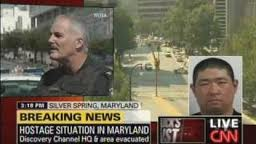 WUSA
3:18 PM
SILVER SPRING, MARYLAND
BREAKING NEWS
HOSTAGE SITUATION IN MARYLAND
Discovery Channel HQ & area evacuated
LIVE
CNN